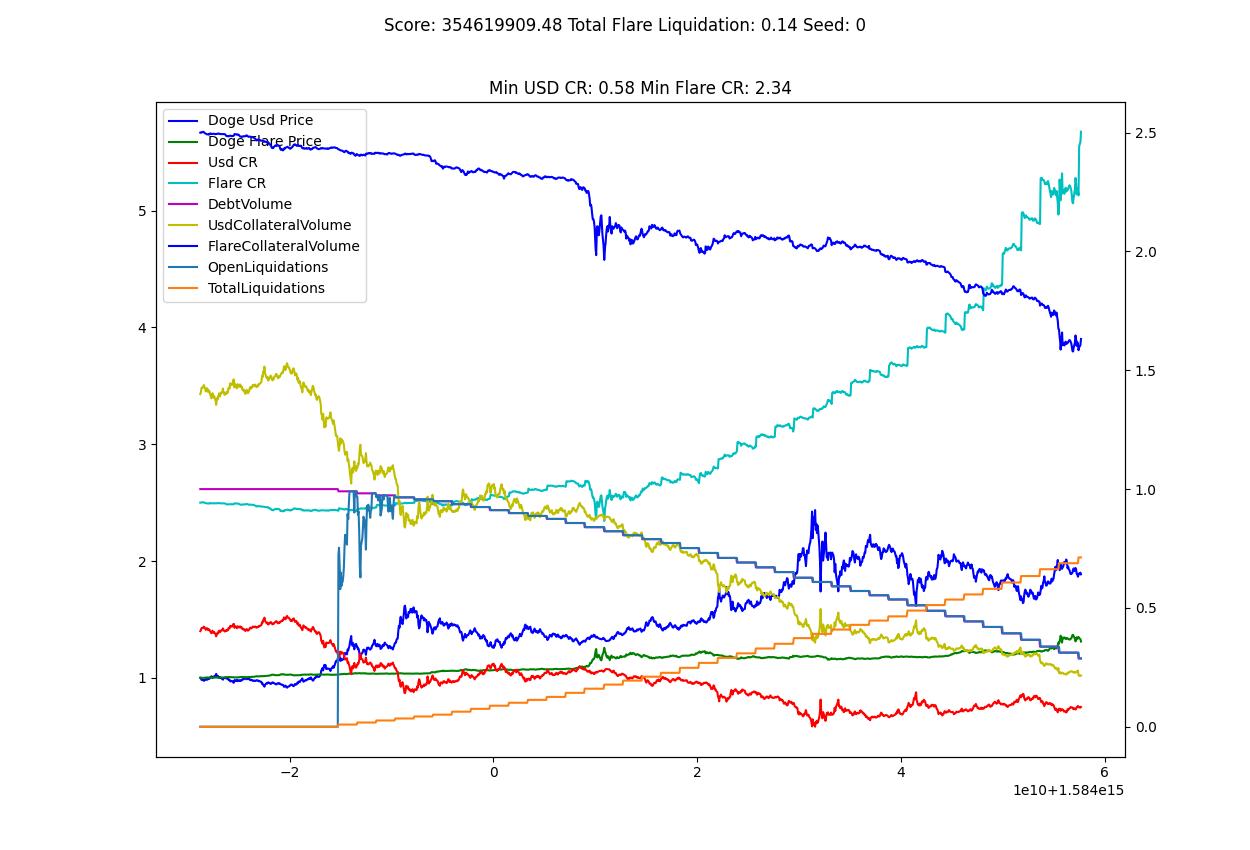 Score: 354619909.48 Total Flare Liquidation: 0.14 Seed: 0
Min USD CR: 0.58 Min Flare CR: 2.34
Doge Usd Price
Doge Flare Price
Usd CR
Flare CR
DebtVolume
UsdCollateralVolume
FlareCollateralVolume
OpenLiquidations
TotalLiquidations
5
4
3
2
1
2.5
2.0
1.5
1.0
0.5
0.0
−2 0 2 4 6
1e10+1.584e15